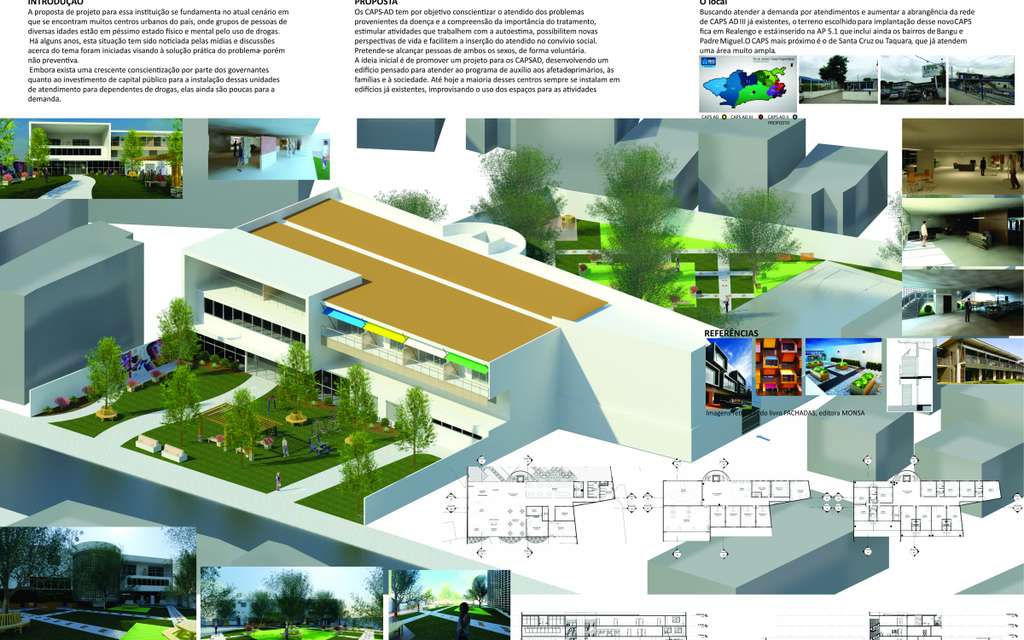 INTRODUÇÃO
A proposta de projeto para essa instituição se fundamenta no atual cenário em
que se encontram muitos centros urbanos do país, onde grupos de pessoas de
diversas idades estão em péssimo estado físico e mental pelo uso de drogas.
Há alguns anos, esta situação tem sido noticiada pelas mídias e discussões
acerca do tema foram iniciadas visando à solução prática do problema- porém
não preventiva.
Embora exista uma crescente conscientização por parte dos governantes
quanto ao investimento de capital público para a instalação dessas unidades
de atendimento para dependentes de drogas, elas ainda são poucas para a
demanda.
PROPOSTA
Os CAPS-AD tem por objetivo conscientizar o atendido dos problemas
provenientes da doença e a compreensão da importância do tratamento,
estimular atividades que trabalhem com a autoestima, possibilitem novas
perspectivas de vida e facilitem a inserção do atendido no convívio social.
Pretende-se alcançar pessoas de ambos os sexos, de forma voluntária.
A ideia inicial é de promover um projeto para os CAPSAD, desenvolvendo um
edifício pensado para atender ao programa de auxílio aos afetados primários, às
famílias e à sociedade. Até hoje a maioria desses centros sempre se instalam em
edifícios já existentes, improvisando o uso dos espaços para as atividades
O local
Buscando atender a demanda por atendimentos e aumentar a abrangência da rede
de CAPS AD III já existentes, o terreno escolhido para implantação desse novo CAPS
fica em Realengo e está inserido na AP 5.1 que inclui ainda os bairros de Bangu e
Padre Miguel.O CAPS mais próximo é o de Santa Cruz ou Taquara, que já atendem
uma área muito ampla.
CAPS AD CAPS AD III CAPS AD II
PROPOSTO
REFERÊNCIAS
Imagens do livro FACHADAS, editora MONSA